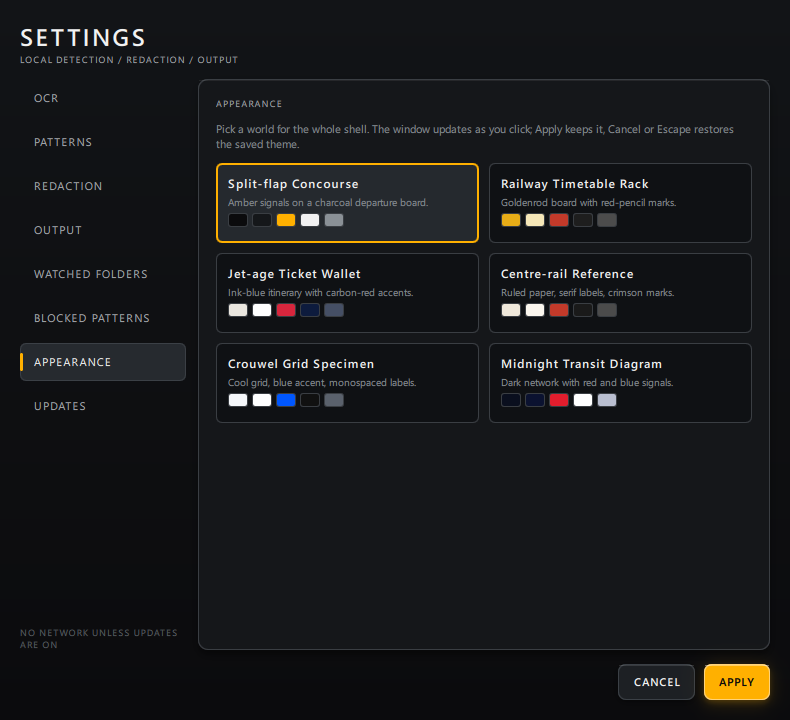 SETTINGS
LOCAL DETECTION / REDACTION / OUTPUT
OCR
PATTERNS
REDACTION
OUTPUT
WATCHED FOLDERS
BLOCKED PATTERNS
APPEARANCE
UPDATES
NO NETWORK UNLESS UPDATES
ARE ON
APPEARANCE
Pick a world for the whole shell. The window updates as you click; Apply keeps it, Cancel or Escape restores
the saved theme.
Split-flap Concourse
Amber signals on a charcoal departure board.
Railway Timetable Rack
Goldenrod board with red-pencil marks.
Jet-age Ticket Wallet
Ink-blue itinerary with carbon-red accents.
Centre-rail Reference
Ruled paper, serif labels, crimson marks.
Crouwel Grid Specimen
Cool grid, blue accent, monospaced labels.
Midnight Transit Diagram
Dark network with red and blue signals.
CANCEL
APPLY